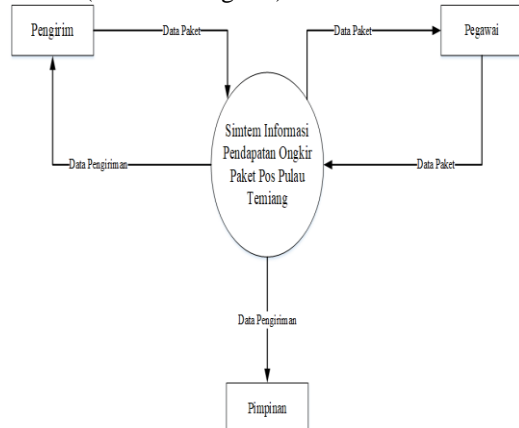 Pengirim
Data Paket
Data Paket
Pegawai
Simtem Informasi
Pendapatan Ongkir
Paket Pos Pulau
Temiang
Data Pengiriman
Data Paket
Data Pengiriman
Pimpinan